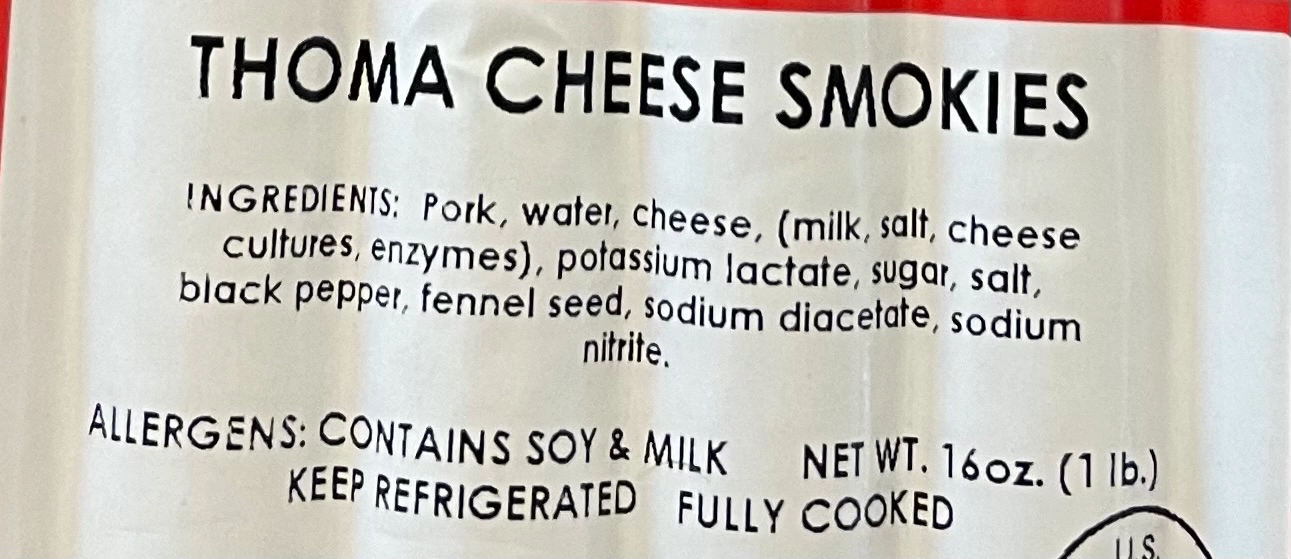 THOMA CHEESE SMOKIES
INGREDIENTS: Pork, water, cheese, (milk, salt, cheese
cultures, enzymes), potassium lactate, sugar, salt,
black pepper, fennel seed, sodium diacetate, sodium
nitrite.
ALLERGENS: CONTAINS SOY & MILK NET WT. 16oz. (1 lb.)
KEEP REFRIGERATED FULLY COOKED
U.S.